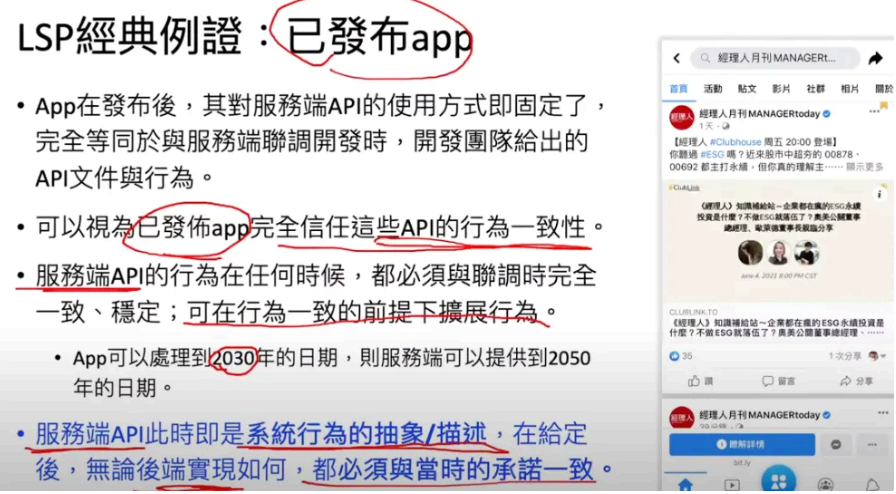 LSP經典例證：已發布app
• App在發布後，其對服務端API的使用方式即固定了，
完全等同於與服務端聯調開發時，開發團隊給出的
API文件與行為。
• 可以視為已發佈app完全信任這些API的行為一致性。
• 服務端API的行為在任何時候，都必須與聯調時完全
一致、穩定；可在行為一致的前提下擴展行為。
• App可以處理到2030年的日期，則服務端可以提供到2050
年的日期。
• 服務端API此時即是系統行為的抽象/描述，在給定
後，無論後端實現如何，都必須與當時的承諾一致。
經理人月刊MANAGERt...
首頁 活動 貼文 影片 社群 相片 關於
經理人月刊MANAGERtoday
1 天
【經理人 #Clubhouse 周五 20:00 登場】
你聽過 #ESG 嗎？近來股市中超夯的 00878、
00692 都主打永續，但你真的理解主⋯⋯ 顯示更多
ClubLink
《經理人》知識補給站～企業都在瘋的ESG永續
投資是什麼？不做ESG就落伍了？奧美公關董事
總經理、歐萊德董事長親臨分享
June 4, 2021 8:00 PM CST
CLUBLINK.TO
《經理人》知識補給站～企業都在瘋的ESG永續投資是
什麼？不做ESG就落伍了？奧美公關董事總經理、⋯⋯
35
1 次分享
讚 留言 分享
經理人月刊MANAGERtoday
瞭解詳情
bit.ly